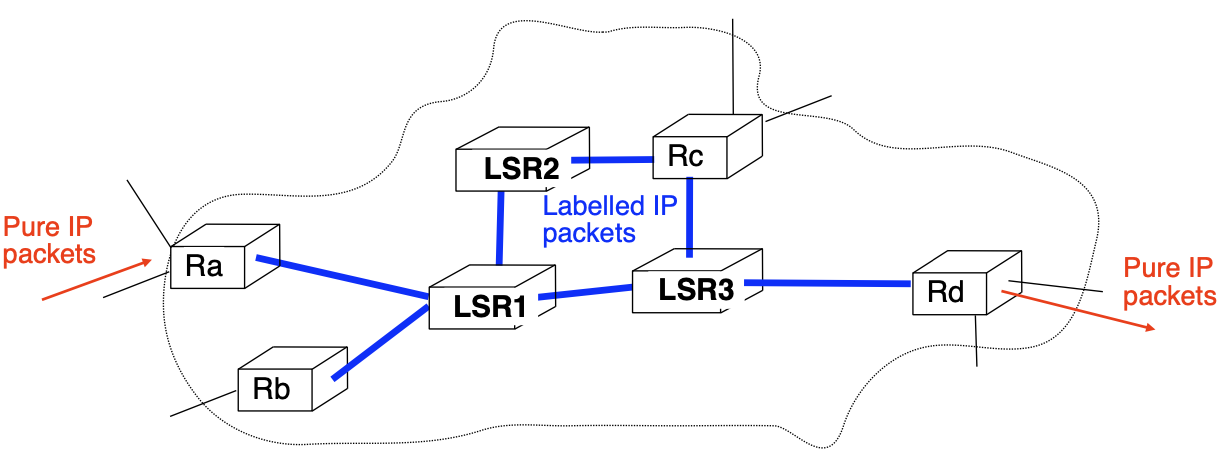 Rc
LSR2
Labelled IP
packets
Pure IP
packets
Ra
LSR1
LSR3
Rd
Pure IP
packets
Rb